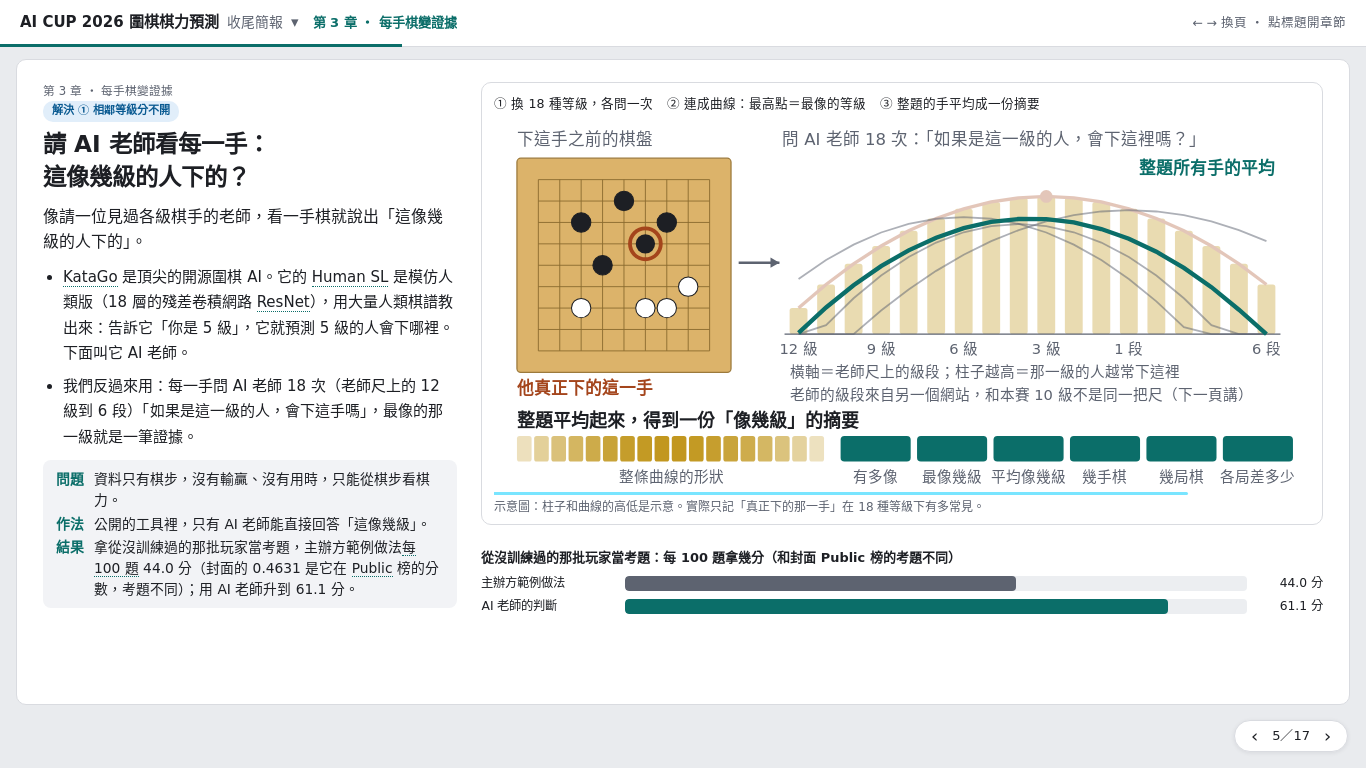 AI CUP 2026 圍棋棋力預測 收尾簡報 ▾ 第 3 章 · 每手棋變證據
← → 換頁 · 點標題開章節
第 3 章 · 每手棋變證據
解決 ① 相鄰等級分不開
請 AI 老師看每一手：
這像幾級的人下的？
像請一位見過各級棋手的老師，看一手棋就說出「這像幾
級的人下的」。
• KataGo 是頂尖的開源圍棋 AI。它的 Human SL 是模仿人
類版（18 層的殘差卷積網路 ResNet），用大量人類棋譜教
出來：告訴它「你是 5 級」，它就預測 5 級的人會下哪裡。
下面叫它 AI 老師。
• 我們反過來用：每一手問 AI 老師 18 次（老師尺上的 12
級到 6 段）「如果是這一級的人，會下這手嗎」，最像的那
一級就是一筆證據。
問題 資料只有棋步，沒有輸贏、沒有用時，只能從棋步看棋
力。
作法 公開的工具裡，只有 AI 老師能直接回答「這像幾級」。
結果 拿從沒訓練過的那批玩家當考題，主辦方範例做法每
100 題 44.0 分（封面的 0.4631 是它在 Public 榜的分
數，考題不同）；用 AI 老師升到 61.1 分。
① 換 18 種等級，各問一次 ② 連成曲線：最高點＝最像的等級 ③ 整題的手平均成一份摘要
下這手之前的棋盤
問 AI 老師 18 次：「如果是這一級的人，會下這裡嗎？」
整題所有手的平均
12 級 9 級 6 級 3 級 1 段 6 段
橫軸＝老師尺上的級段；柱子越高＝那一級的人越常下這裡
他真正下的這一手
老師的級段來自另一個網站，和本賽 10 級不是同一把尺（下一頁講）
整題平均起來，得到一份「像幾級」的摘要
整條曲線的形狀 有多像 最像幾級 平均像幾級 幾手棋 幾局棋 各局差多少
示意圖：柱子和曲線的高低是示意。實際只記「真正下的那一手」在 18 種等級下有多常見。
從沒訓練過的那批玩家當考題：每 100 題拿幾分（和封面 Public 榜的考題不同）
主辦方範例做法 44.0 分
AI 老師的判斷 61.1 分
‹ 5／17 ›